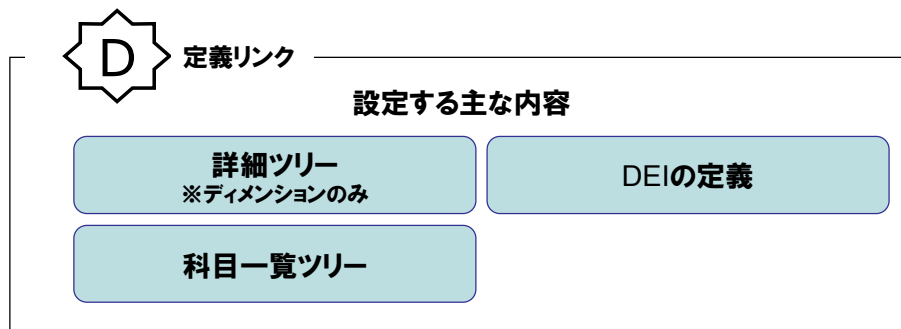 D 定義リンク
設定する主な内容
詳細ツリー
※ディメンションのみ
DEIの定義
科目一覧ツリー